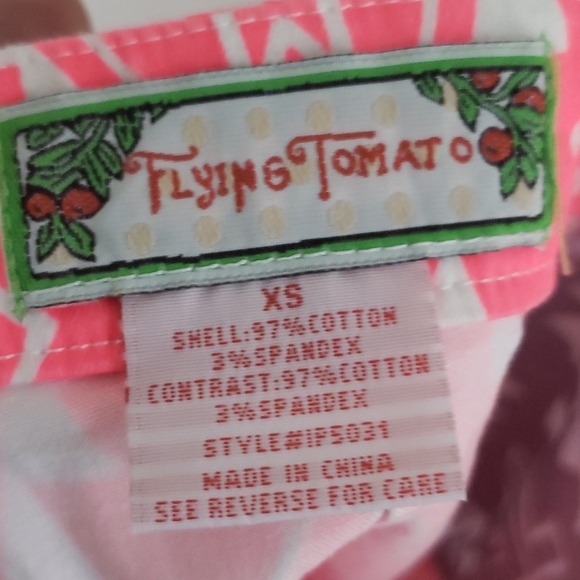 FLYING TOMATO
XS
SHELL:97%COTTON
3%SPANDEX
CONTRAST:97%COTTON
3%SPANDEX
STYLE#IP5031
MADE IN CHINA
SEE REVERSE FOR CARE